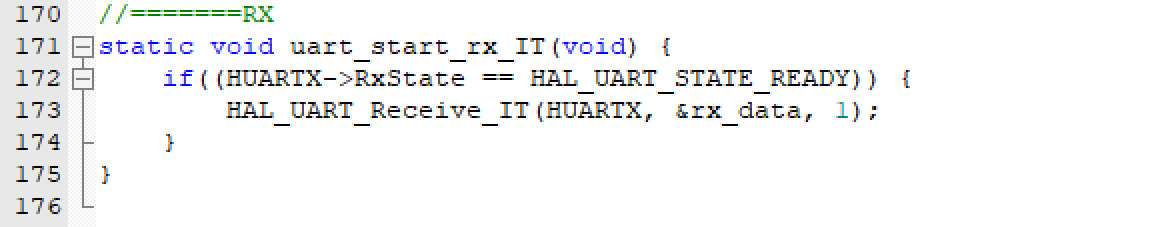 170 //=======RX
171 static void uart_start_rx_IT(void) {
172 if((HUARTX->RxState == HAL_UART_STATE_READY)) {
173 HAL_UART_Receive_IT(HUARTX, &rx_data, 1);
174 }
175 }
176